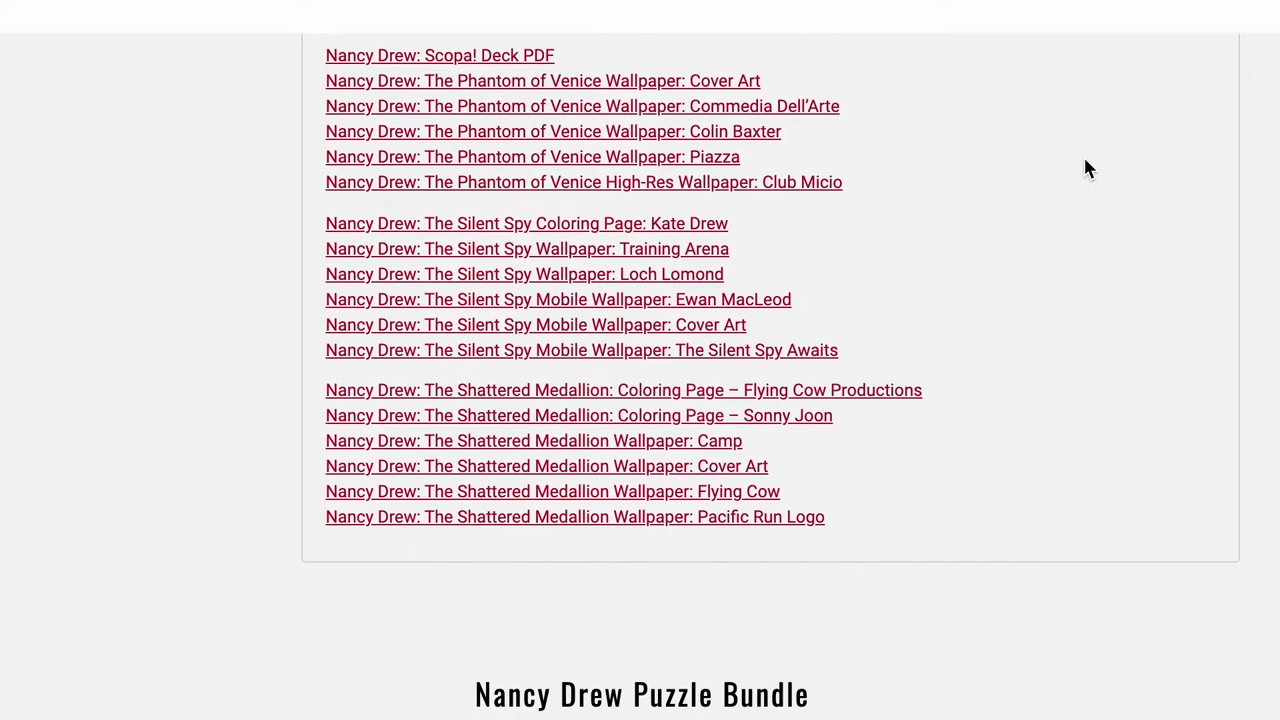 Nancy Drew: Scopa! Deck PDF
Nancy Drew: The Phantom of Venice Wallpaper: Cover Art
Nancy Drew: The Phantom of Venice Wallpaper: Commedia Dell’Arte
Nancy Drew: The Phantom of Venice Wallpaper: Colin Baxter
Nancy Drew: The Phantom of Venice Wallpaper: Piazza
Nancy Drew: The Phantom of Venice High-Res Wallpaper: Club Micio
Nancy Drew: The Silent Spy Coloring Page: Kate Drew
Nancy Drew: The Silent Spy Wallpaper: Training Arena
Nancy Drew: The Silent Spy Wallpaper: Loch Lomond
Nancy Drew: The Silent Spy Mobile Wallpaper: Ewan MacLeod
Nancy Drew: The Silent Spy Mobile Wallpaper: Cover Art
Nancy Drew: The Silent Spy Mobile Wallpaper: The Silent Spy Awaits
Nancy Drew: The Shattered Medallion: Coloring Page – Flying Cow Productions
Nancy Drew: The Shattered Medallion: Coloring Page – Sonny Joon
Nancy Drew: The Shattered Medallion Wallpaper: Camp
Nancy Drew: The Shattered Medallion Wallpaper: Cover Art
Nancy Drew: The Shattered Medallion Wallpaper: Flying Cow
Nancy Drew: The Shattered Medallion Wallpaper: Pacific Run Logo
Nancy Drew Puzzle Bundle